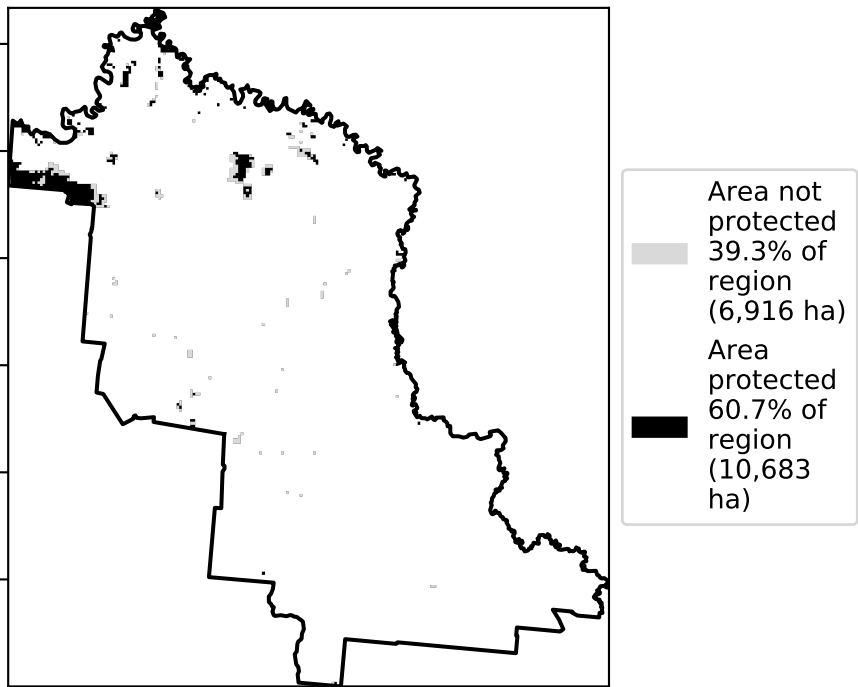 Area not
protected
39.3% of
region
(6,916 ha)
Area
protected
60.7% of
region
(10,683
ha)